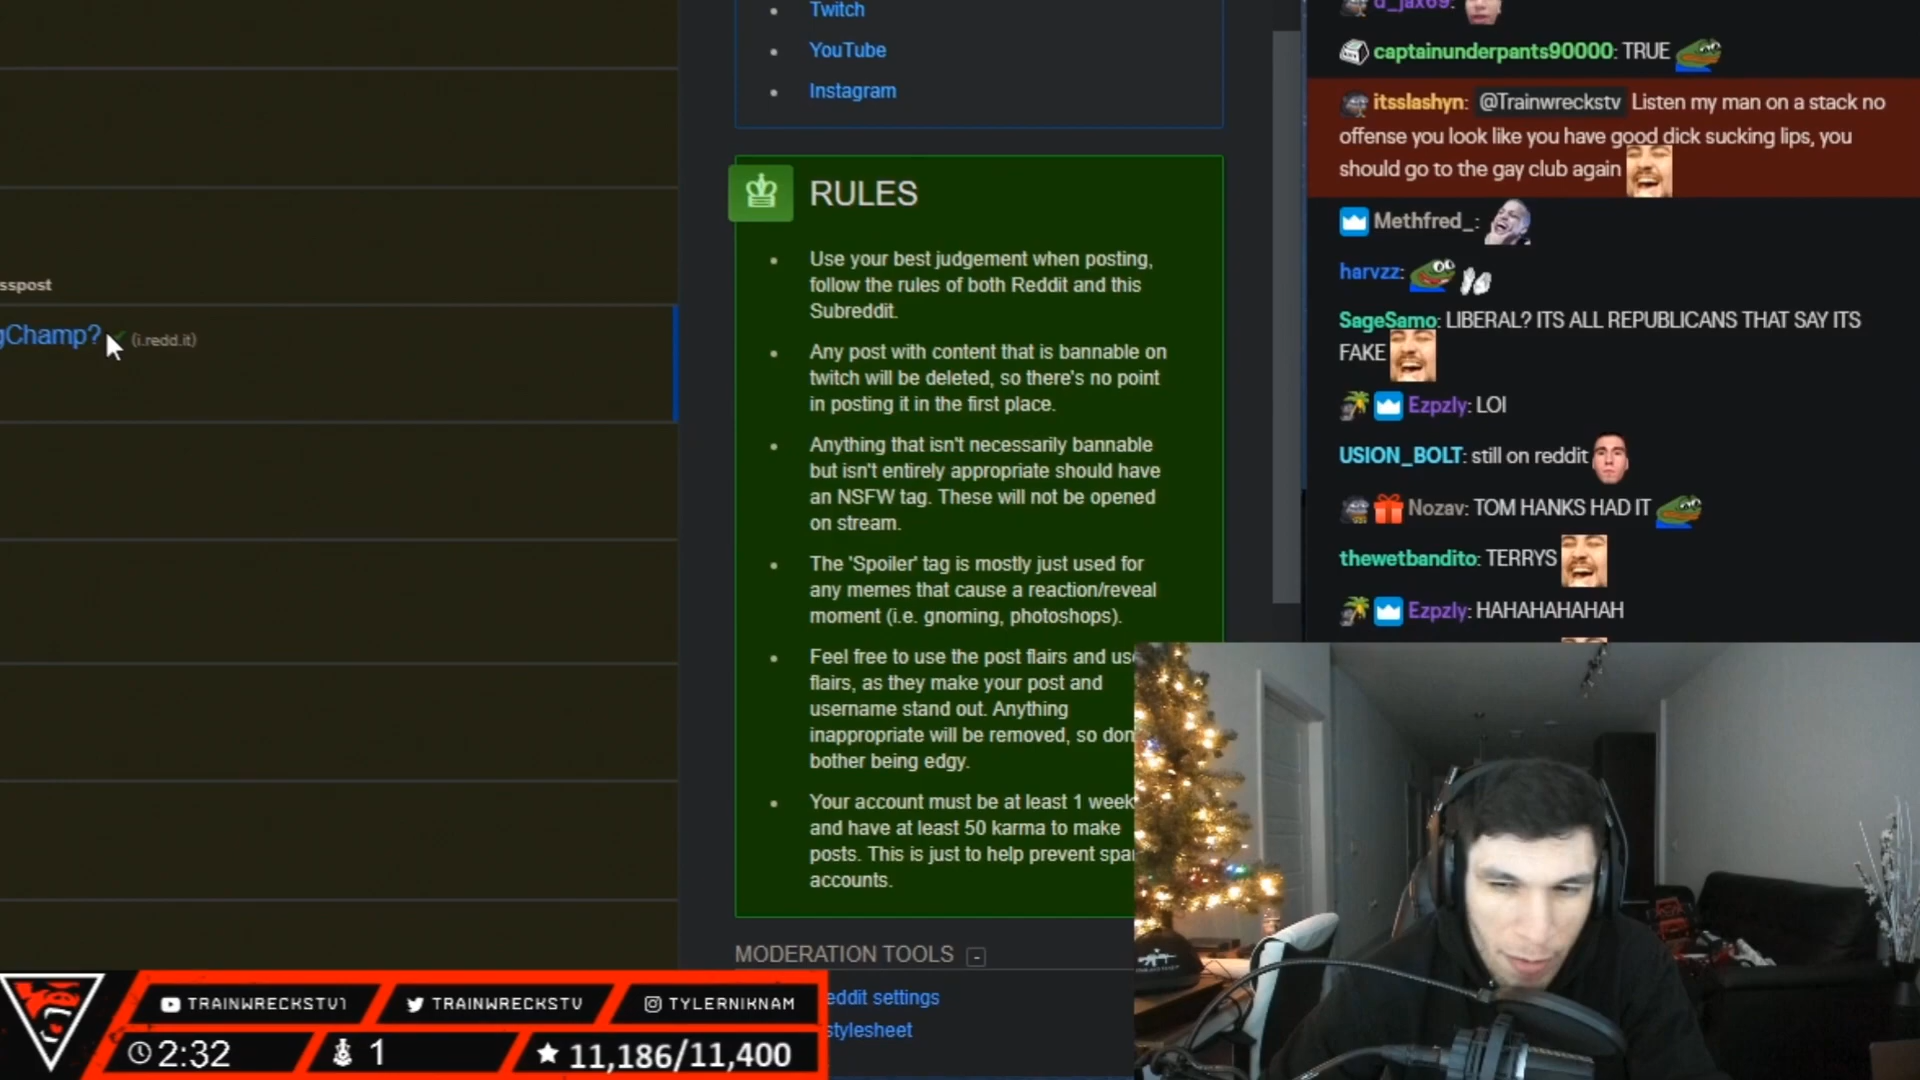 Twitch
YouTube
Instagram
RULES
Use your best judgement when posting,
follow the rules of both Reddit and this
Subreddit.
Any post with content that is bannable on
twitch will be deleted, so there's no point
in posting it in the first place.
Anything that isn't necessarily bannable
but isn't entirely appropriate should have
an NSFW tag. These will not be opened
on stream.
The 'Spoiler' tag is mostly just used for
any memes that cause a reaction/reveal
moment (i.e. gnoming, photoshops).
Feel free to use the post flairs and use
flairs, as they make your post and
username stand out. Anything
inappropriate will be removed, so don
bother being edgy.
Your account must be at least 1 week
and have at least 50 karma to make
posts. This is just to help prevent spa
accounts.
MODERATION TOOLS -
eddit settings
stylesheet
sspost
gChamp? (i.redd.it)
d_jax69:
captainunderpants90000: TRUE
itsslashyn: @Trainwreckstv Listen my man on a stack no
offense you look like you have good dick sucking lips, you
should go to the gay club again
Methfred_:
harvzz:
SageSamo: LIBERAL? ITS ALL REPUBLICANS THAT SAY ITS
FAKE
Ezpzly: LOI
USION_BOLT: still on reddit
Nozav: TOM HANKS HAD IT
thewetbandito: TERRYS
Ezpzly: HAHAHAHAHAH
TRAINWRECKSTV1 TRAINWRECKSTV TYLERNIKNAM
2:32 1 11,186/11,400